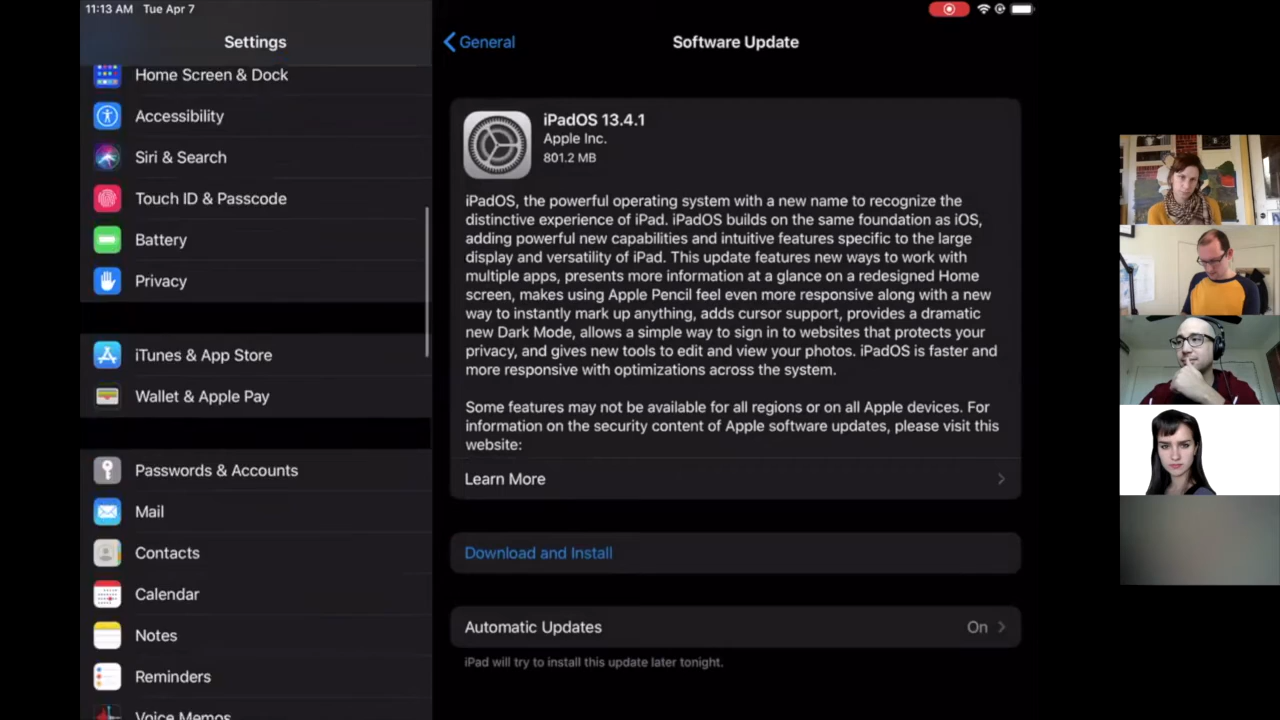 11:13 AM Tue Apr 7
Settings
Home Screen & Dock
Accessibility
Siri & Search
Touch ID & Passcode
Battery
Privacy
iTunes & App Store
Wallet & Apple Pay
Passwords & Accounts
Mail
Contacts
Calendar
Notes
Reminders
Voice Memos
General
Software Update
iPadOS 13.4.1
Apple Inc.
801.2 MB
iPadOS, the powerful operating system with a new name to recognize the
distinctive experience of iPad. iPadOS builds on the same foundation as iOS,
adding powerful new capabilities and intuitive features specific to the large
display and versatility of iPad. This update features new ways to work with
multiple apps, presents more information at a glance on a redesigned Home
screen, makes using Apple Pencil feel even more responsive along with a new
way to instantly mark up anything, adds cursor support, provides a dramatic
new Dark Mode, allows a simple way to sign in to websites that protects your
privacy, and gives new tools to edit and view your photos. iPadOS is faster and
more responsive with optimizations across the system.
Some features may not be available for all regions or on all Apple devices. For
information on the security content of Apple software updates, please visit this
website:
Learn More
Download and Install
Automatic Updates On
iPad will try to install this update later tonight.